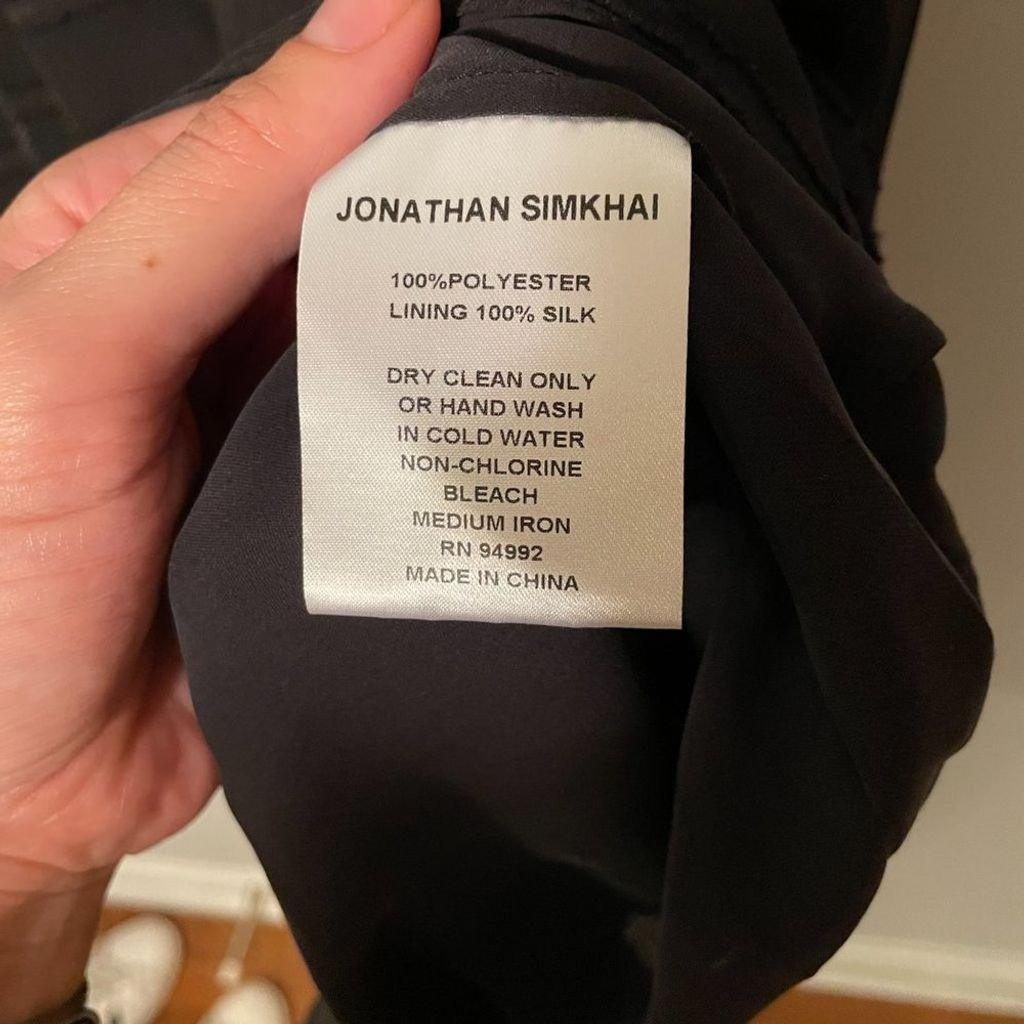 JONATHAN SIMKHAI
100%POLYESTER
LINING 100% SILK
DRY CLEAN ONLY
OR HAND WASH
IN COLD WATER
NON-CHLORINE
BLEACH
MEDIUM IRON
RN 94992
MADE IN CHINA